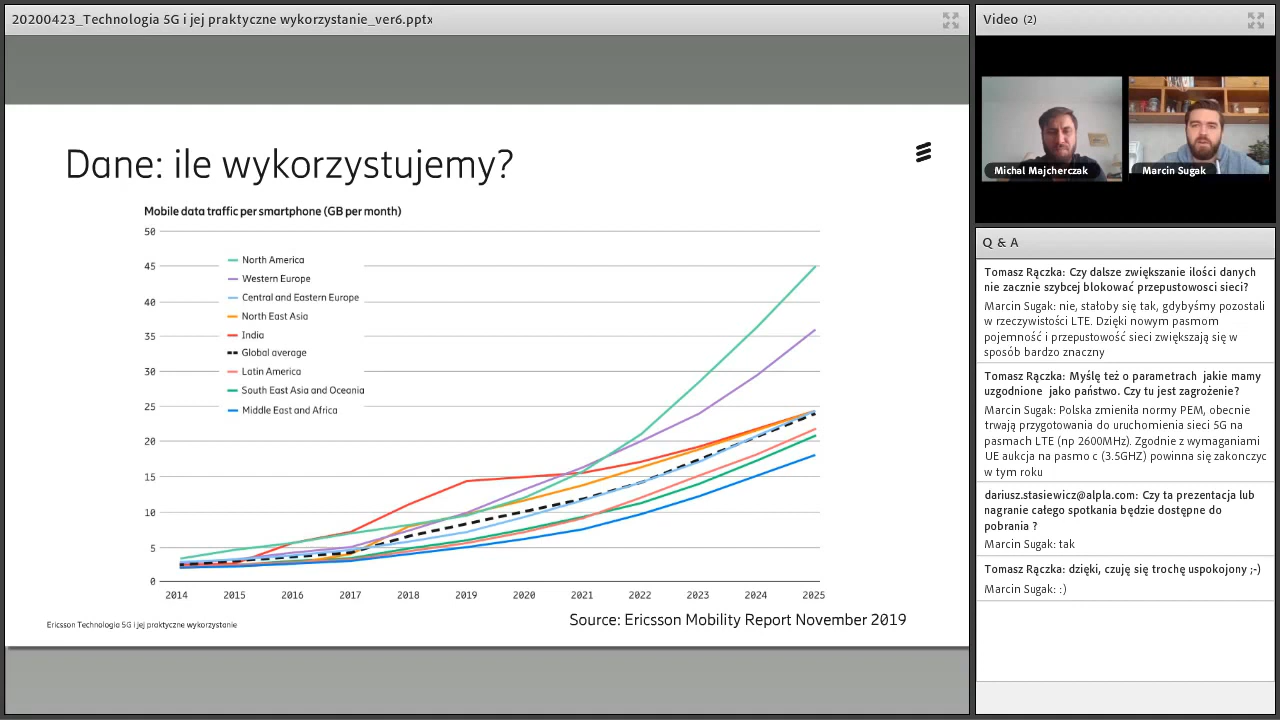 20200423_Technologia 5G i jej praktyczne wykorzystanie_ver6.pptx
Dane: ile wykorzystujemy?
Mobile data traffic per smartphone (GB per month)
50
45
40
35
30
25
20
15
10
5
0
North America
Western Europe
Central and Eastern Europe
North East Asia
India
Global average
Latin America
South East Asia and Oceania
Middle East and Africa
2014 2015 2016 2017 2018 2019 2020 2021 2022 2023 2024 2025
Source: Ericsson Mobility Report November 2019
Ericsson Technologia 5G i jej praktyczne wykorzystanie
Video (2)
Michal Majcherczak
Marcin Sugak
Q & A
Tomasz Rączka: Czy dalsze zwiększanie ilości danych
nie zacznie szybcej blokować przepustowosci sieci?
Marcin Sugak: nie, stałoby się tak, gdybyśmy pozostali
w rzeczywistości LTE. Dzięki nowym pasmom
pojemność i przepustowość sieci zwiększają się w
sposób bardzo znaczny
Tomasz Rączka: Myślę też o parametrach jakie mamy
uzgodnione jako państwo. Czy tu jest zagrożenie?
Marcin Sugak: Polska zmieniła normy PEM, obecnie
trwają przygotowania do uruchomienia sieci 5G na
pasmach LTE (np 2600MHz). Zgodnie z wymaganiami
UE aukcja na pasmo c (3.5GHZ) powinna się zakonczyc
w tym roku
dariusz.stasiewicz@alpla.com: Czy ta prezentacja lub
nagranie całego spotkania będzie dostępne do
pobrania ?
Marcin Sugak: tak
Tomasz Rączka: dzięki, czuję się trochę uspokojony ;-)
Marcin Sugak: :)